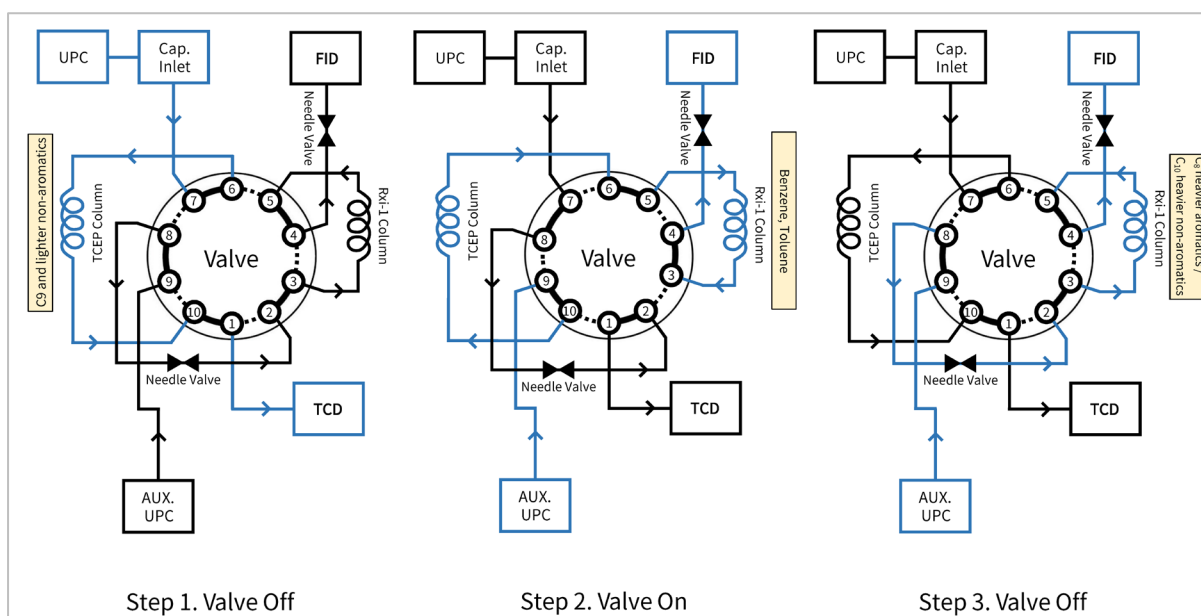 UPC
Cap.
Inlet
FID
Needle Valve
C9 and lighter non-aromatics
TCEP Column
Rxi-1 Column
6
7
5
8
4
Valve
9
3
10
2
1
Needle Valve
TCD
AUX.
UPC
Step 1. Valve Off
UPC
Cap.
Inlet
FID
Needle Valve
TCEP Column
Rxi-1 Column
Benzene, Toluene
6
7
5
8
4
Valve
9
3
10
2
1
Needle Valve
TCD
AUX.
UPC
Step 2. Valve On
UPC
Cap.
Inlet
FID
Needle Valve
TCEP Column
Rxi-1 Column
C₈ heavier aromatics /
C₁₀ heavier non-aromatics
6
7
5
8
4
Valve
9
3
10
2
1
Needle Valve
TCD
AUX.
UPC
Step 3. Valve Off